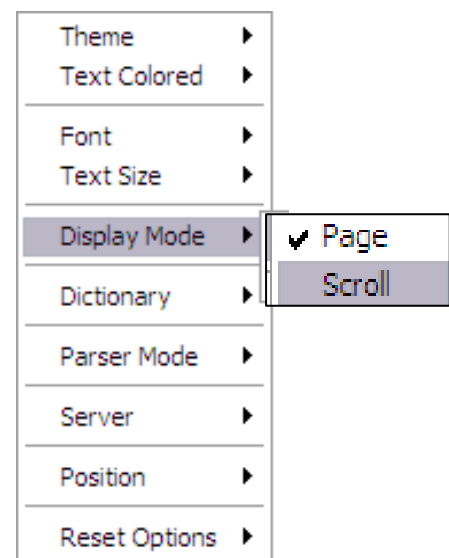 Theme
Text Colored
Font
Text Size
Display Mode
Page
Scroll
Dictionary
Parser Mode
Server
Position
Reset Options